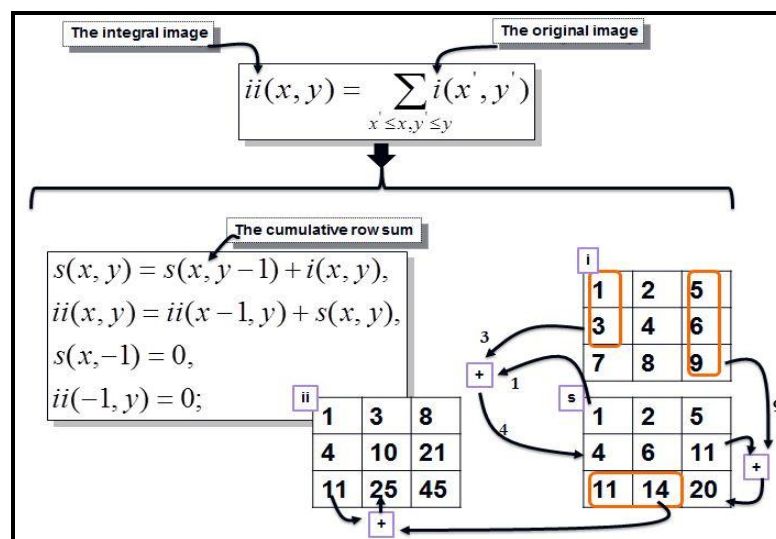 The integral image
The original image
ii(x, y) = ∑ i(x', y')
x' ≤x, y' ≤y
The cumulative row sum
s(x, y) = s(x, y−1) + i(x, y),
ii(x, y) = ii(x−1, y) + s(x, y),
s(x,−1) = 0,
ii(−1, y) = 0;
i
1 2 5
3 4 6
7 8 9
3
+
1
4
s
1 2 5
4 6 11
11 14 20
9
+
ii
1 3 8
4 10 21
11 25 45
+